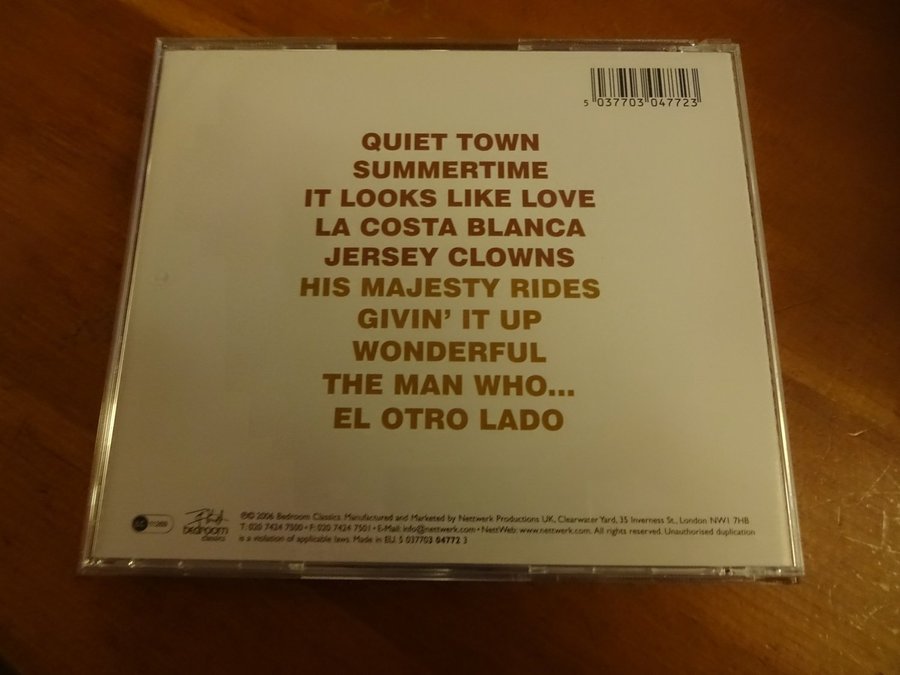 5 037703 047723
QUIET TOWN
SUMMERTIME
IT LOOKS LIKE LOVE
LA COSTA BLANCA
JERSEY CLOWNS
HIS MAJESTY RIDES
GIVIN' IT UP
WONDERFUL
THE MAN WHO...
EL OTRO LADO
bedroom
classics
℗© 2006 Bedroom Classics. Manufactured and Marketed by Nettwerk Productions UK, Clearwater Yard, 35 Inverness St., London NW1 7HB
T: 020 7424 7500 • F: 020 7424 7501 • E-Mail: info@nettwerk.com • NettWeb: www.nettwerk.com. All rights reserved. Unauthorised duplication
is a violation of applicable laws. Made in EU. 5 037703 04772 3